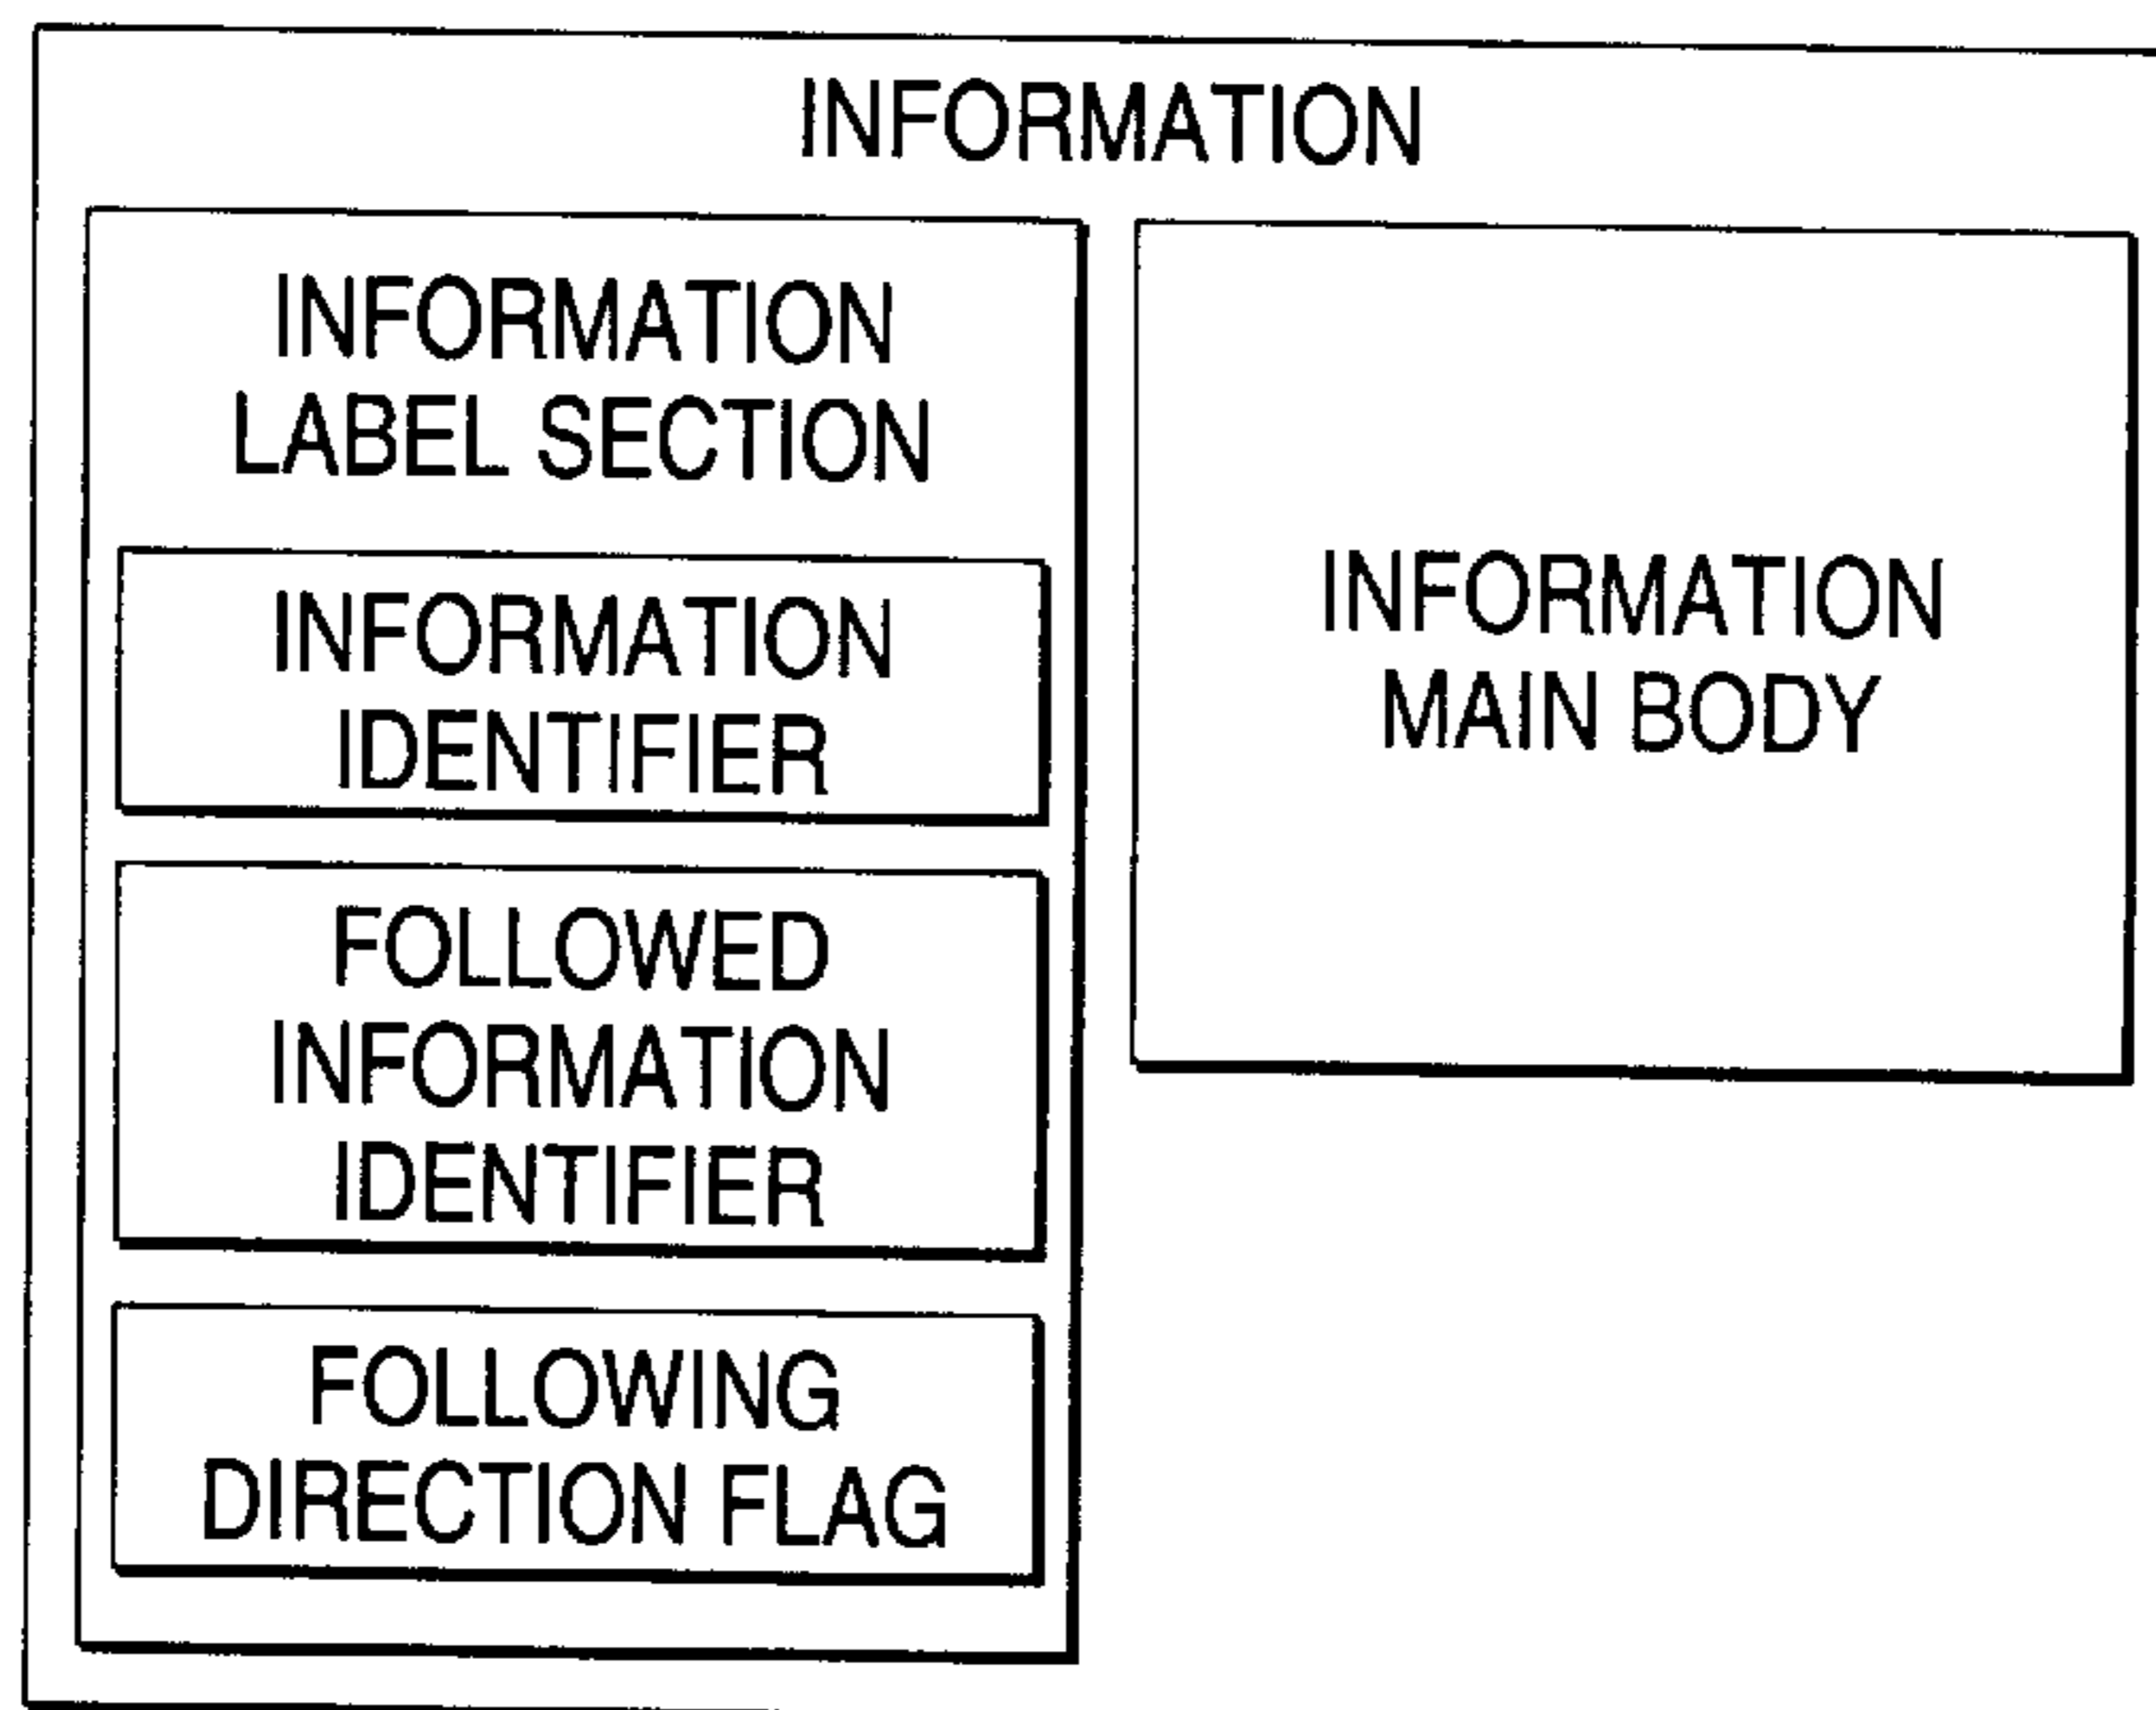 INFORMATION
INFORMATION
LABEL SECTION
INFORMATION
IDENTIFIER
FOLLOWED
INFORMATION
IDENTIFIER
FOLLOWING
DIRECTION FLAG
INFORMATION
MAIN BODY